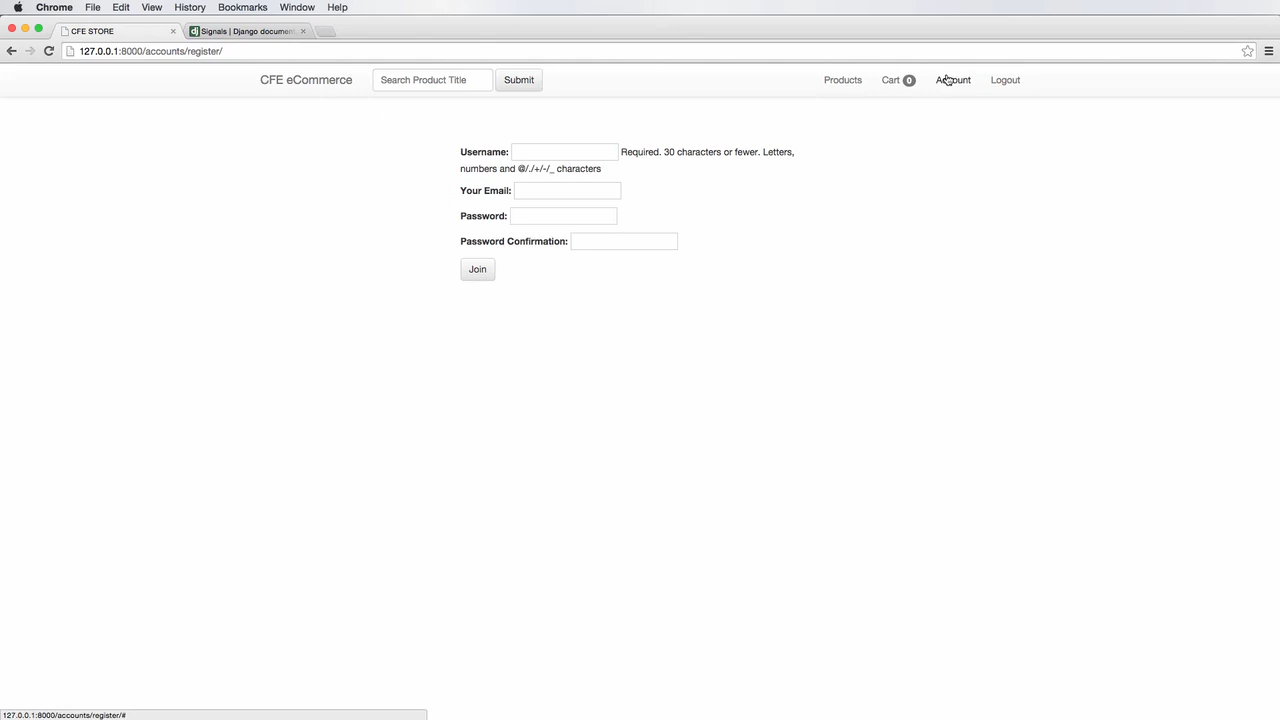 Chrome File Edit View History Bookmarks Window Help
CFE STORE
Signals | Django document
127.0.0.1:8000/accounts/register/
CFE eCommerce Search Product Title Submit Products Cart 0 Account Logout
Username: Required. 30 characters or fewer. Letters,
numbers and @/./+/-/_ characters
Your Email:
Password:
Password Confirmation:
Join
127.0.0.1:8000/accounts/register/#